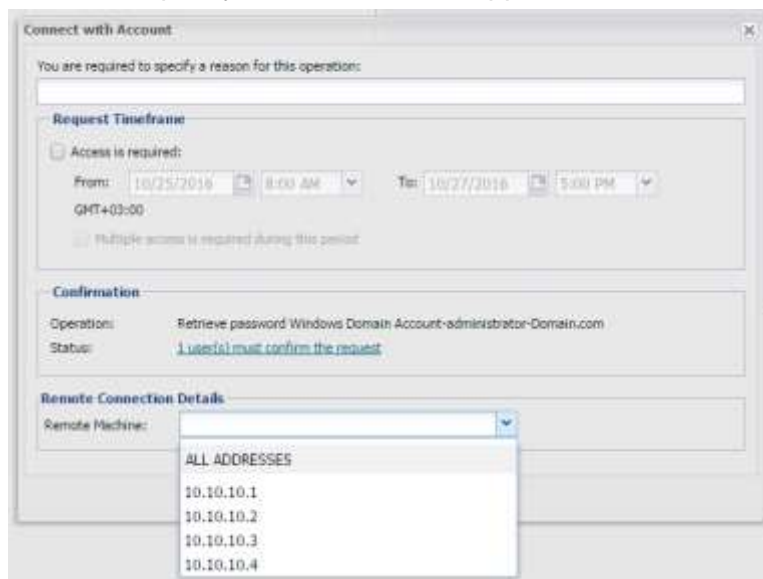 Connect with Account
You are required to specify a reason for this operation:
Request Timeframe
Access is required:
From: 10/25/2016 8:00 AM To: 10/27/2016 5:00 PM
GMT+03:00
Multiple access is required during this period
Confirmation
Operation: Retrieve password Windows Domain Account-administrator-Domain.com
Status: 1 user(s) must confirm the request
Remote Connection Details
Remote Machine:
ALL ADDRESSES
10.10.10.1
10.10.10.2
10.10.10.3
10.10.10.4